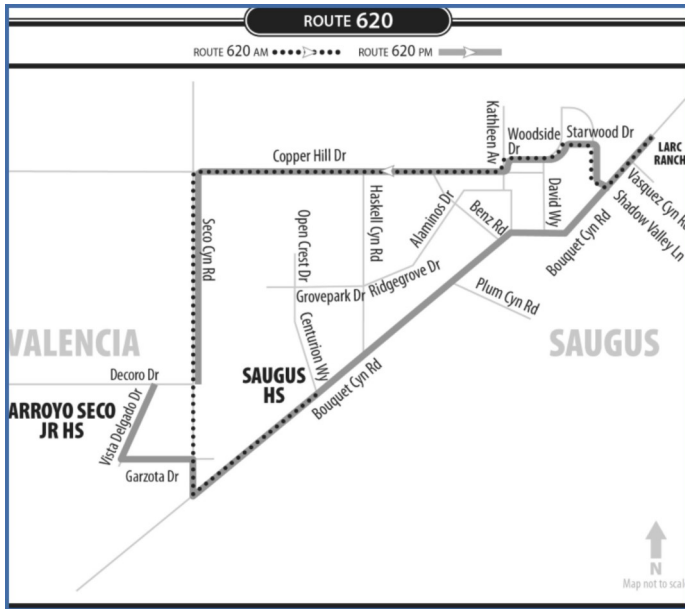 ROUTE 620
ROUTE 620 AM
ROUTE 620 PM
Kathleen Av
Woodside
Dr
Starwood Dr
LARC
RANCH
Copper Hill Dr
Vasquez Cyn Rd
Shadow Valley Ln
David Wy
Benz Rd
Alaminos Dr
Haskell Cyn Rd
Open Crest Dr
Seco Cyn Rd
Bouquet Cyn Rd
Grovepark Dr
Ridgegrove Dr
Plum Cyn Rd
VALENCIA
SAUGUS
Centurion Wy
Decoro Dr
SAUGUS
HS
Bouquet Cyn Rd
ARROYO SECO
JR HS
Vista Delgado Dr
Garzota Dr
N
Map not to scale